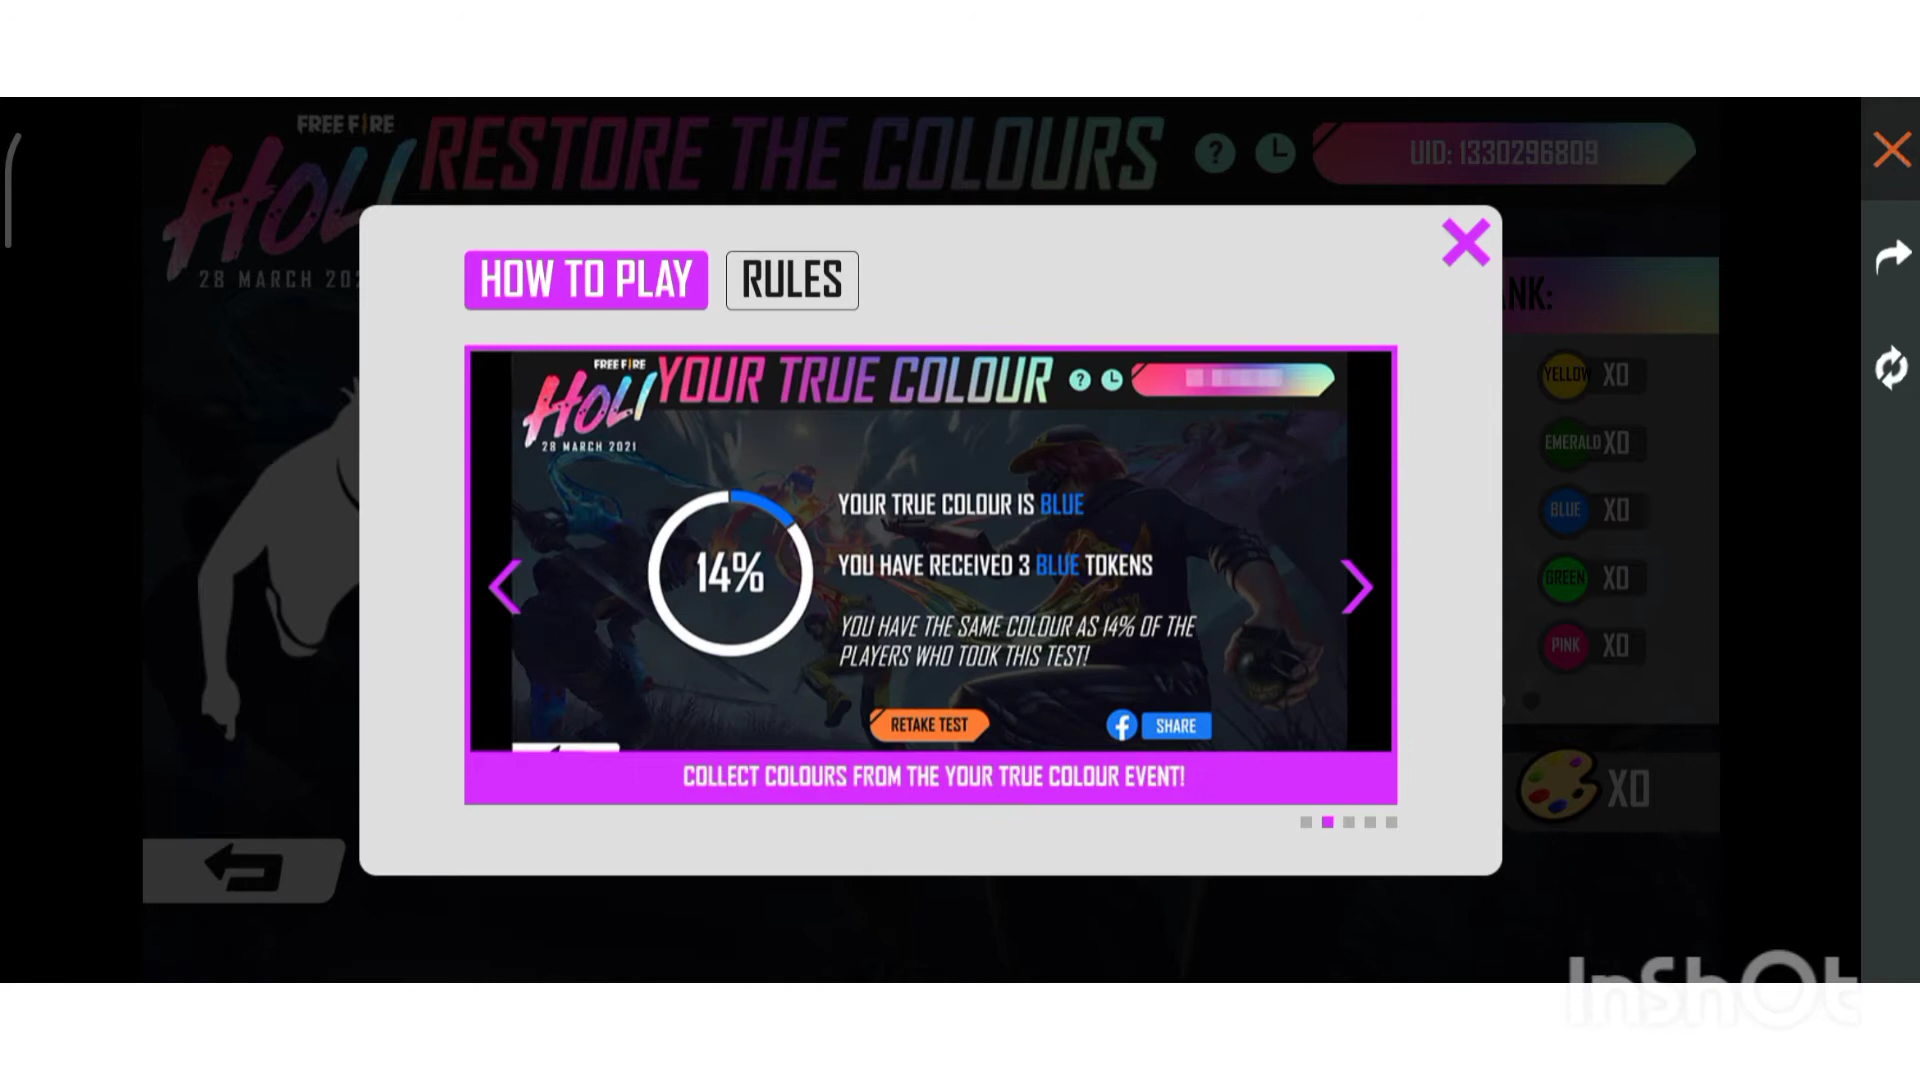 FREE FIRE
HOLI
28 MARCH 202
RESTORE THE COLOURS
?
UID: 1330296809
HOW TO PLAY
RULES
FREE FIRE
HOLI
28 MARCH 2021
YOUR TRUE COLOUR
?
14%
YOUR TRUE COLOUR IS BLUE
YOU HAVE RECEIVED 3 BLUE TOKENS
YOU HAVE THE SAME COLOUR AS 14% OF THE
PLAYERS WHO TOOK THIS TEST!
RETAKE TEST
f SHARE
COLLECT COLOURS FROM THE YOUR TRUE COLOUR EVENT!
NK:
YELLOW X0
EMERALD X0
BLUE X0
GREEN X0
PINK X0
X0
InShOt